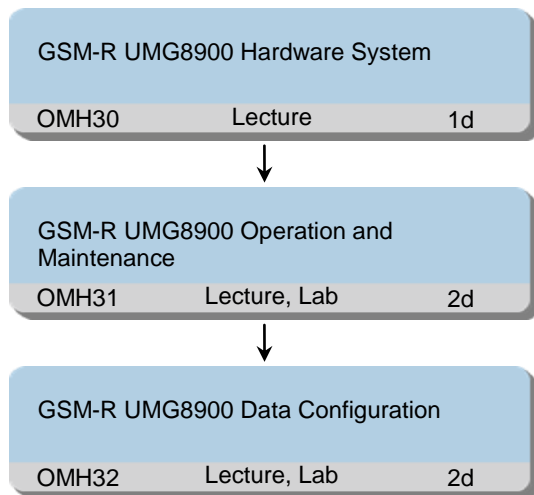 GSM-R UMG8900 Hardware System
OMH30 Lecture 1d
GSM-R UMG8900 Operation and
Maintenance
OMH31 Lecture, Lab 2d
GSM-R UMG8900 Data Configuration
OMH32 Lecture, Lab 2d